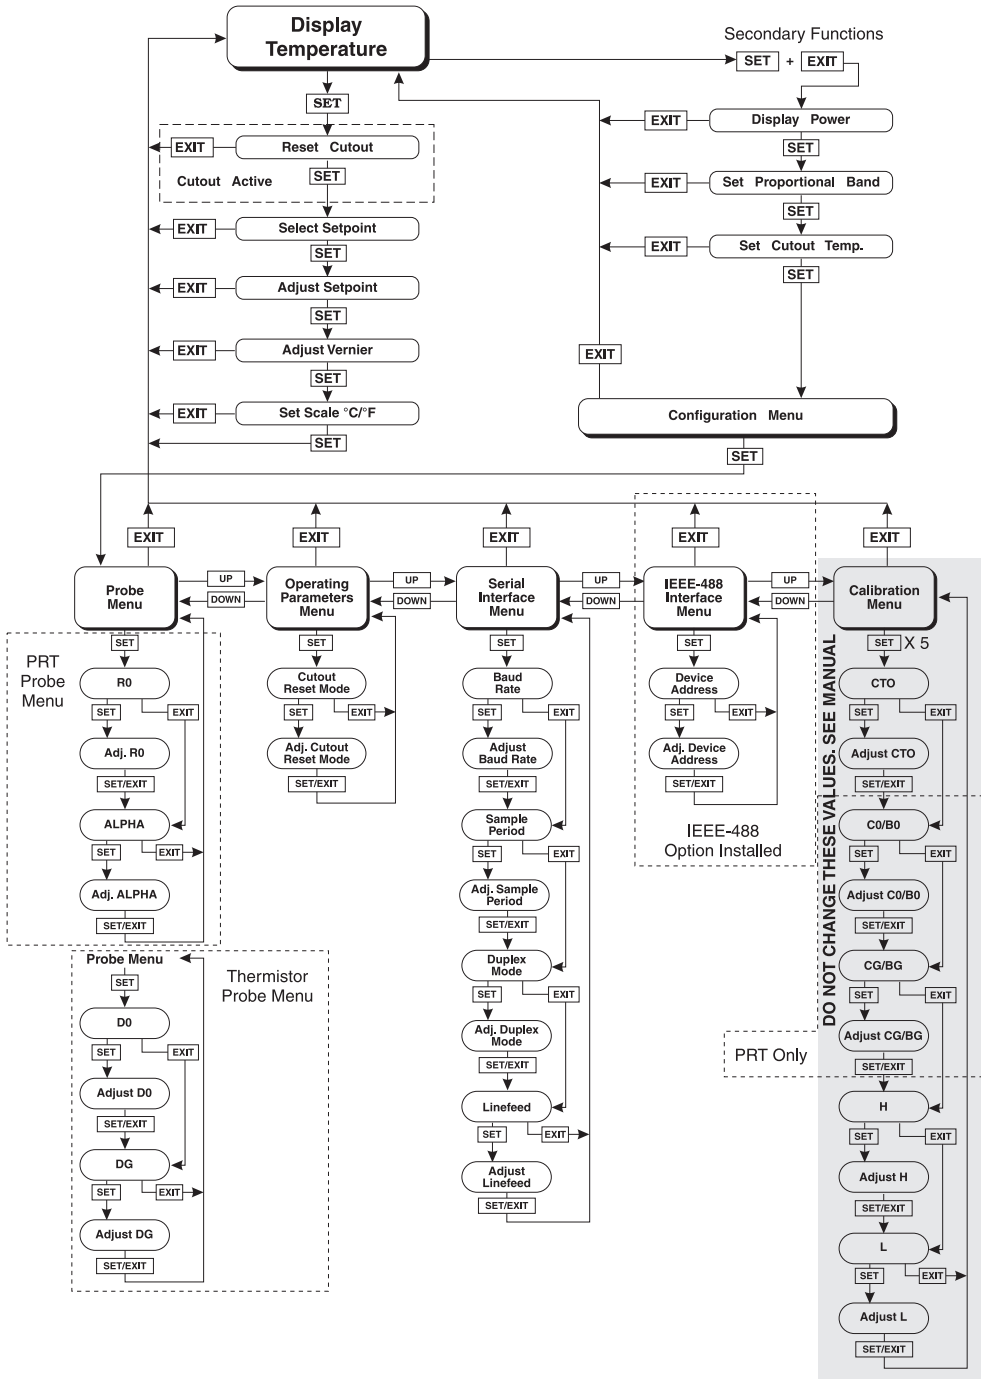 Display
Temperature
Secondary Functions
SET + EXIT
SET
EXIT Reset Cutout
Cutout Active SET
EXIT Select Setpoint
SET
EXIT Adjust Setpoint
SET
EXIT Adjust Vernier
SET
EXIT Set Scale °C/°F
SET
EXIT Display Power
SET
EXIT Set Proportional Band
SET
EXIT Set Cutout Temp.
SET
EXIT
Configuration Menu
SET
EXIT EXIT EXIT EXIT EXIT
Probe
Menu
UP
DOWN
Operating
Parameters
Menu
UP
DOWN
Serial
Interface
Menu
UP
DOWN
IEEE-488
Interface
Menu
UP
DOWN
Calibration
Menu
PRT
Probe
Menu
SET
R0
SET EXIT
Adj. R0
SET/EXIT
ALPHA
SET EXIT
Adj. ALPHA
SET/EXIT
Probe Menu
Thermistor
Probe Menu
SET
D0
SET EXIT
Adjust D0
SET/EXIT
DG
SET EXIT
Adjust DG
SET/EXIT
SET
Cutout
Reset Mode
SET EXIT
Adj. Cutout
Reset Mode
SET/EXIT
SET
Baud
Rate
SET EXIT
Adjust
Baud Rate
SET/EXIT
Sample
Period
SET EXIT
Adj. Sample
Period
SET/EXIT
Duplex
Mode
SET EXIT
Adj. Duplex
Mode
SET/EXIT
Linefeed
SET EXIT
Adjust
Linefeed
SET/EXIT
SET
Device
Address
SET EXIT
Adj. Device
Address
SET/EXIT
IEEE-488
Option Installed
DO NOT CHANGE THESE VALUES. SEE MANUAL
SET X 5
CTO
SET EXIT
Adjust CTO
SET/EXIT
C0/B0
SET EXIT
Adjust C0/B0
SET/EXIT
CG/BG
SET EXIT
Adjust CG/BG
SET/EXIT
PRT Only
H
SET EXIT
Adjust H
SET/EXIT
L
SET EXIT
Adjust L
SET/EXIT